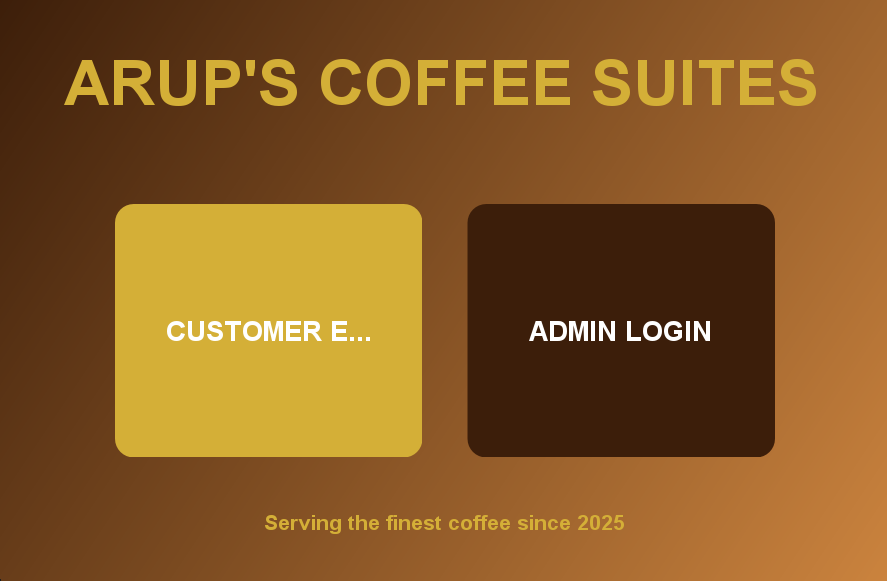 ARUP'S COFFEE SUITES
CUSTOMER E...
ADMIN LOGIN
Serving the finest coffee since 2025